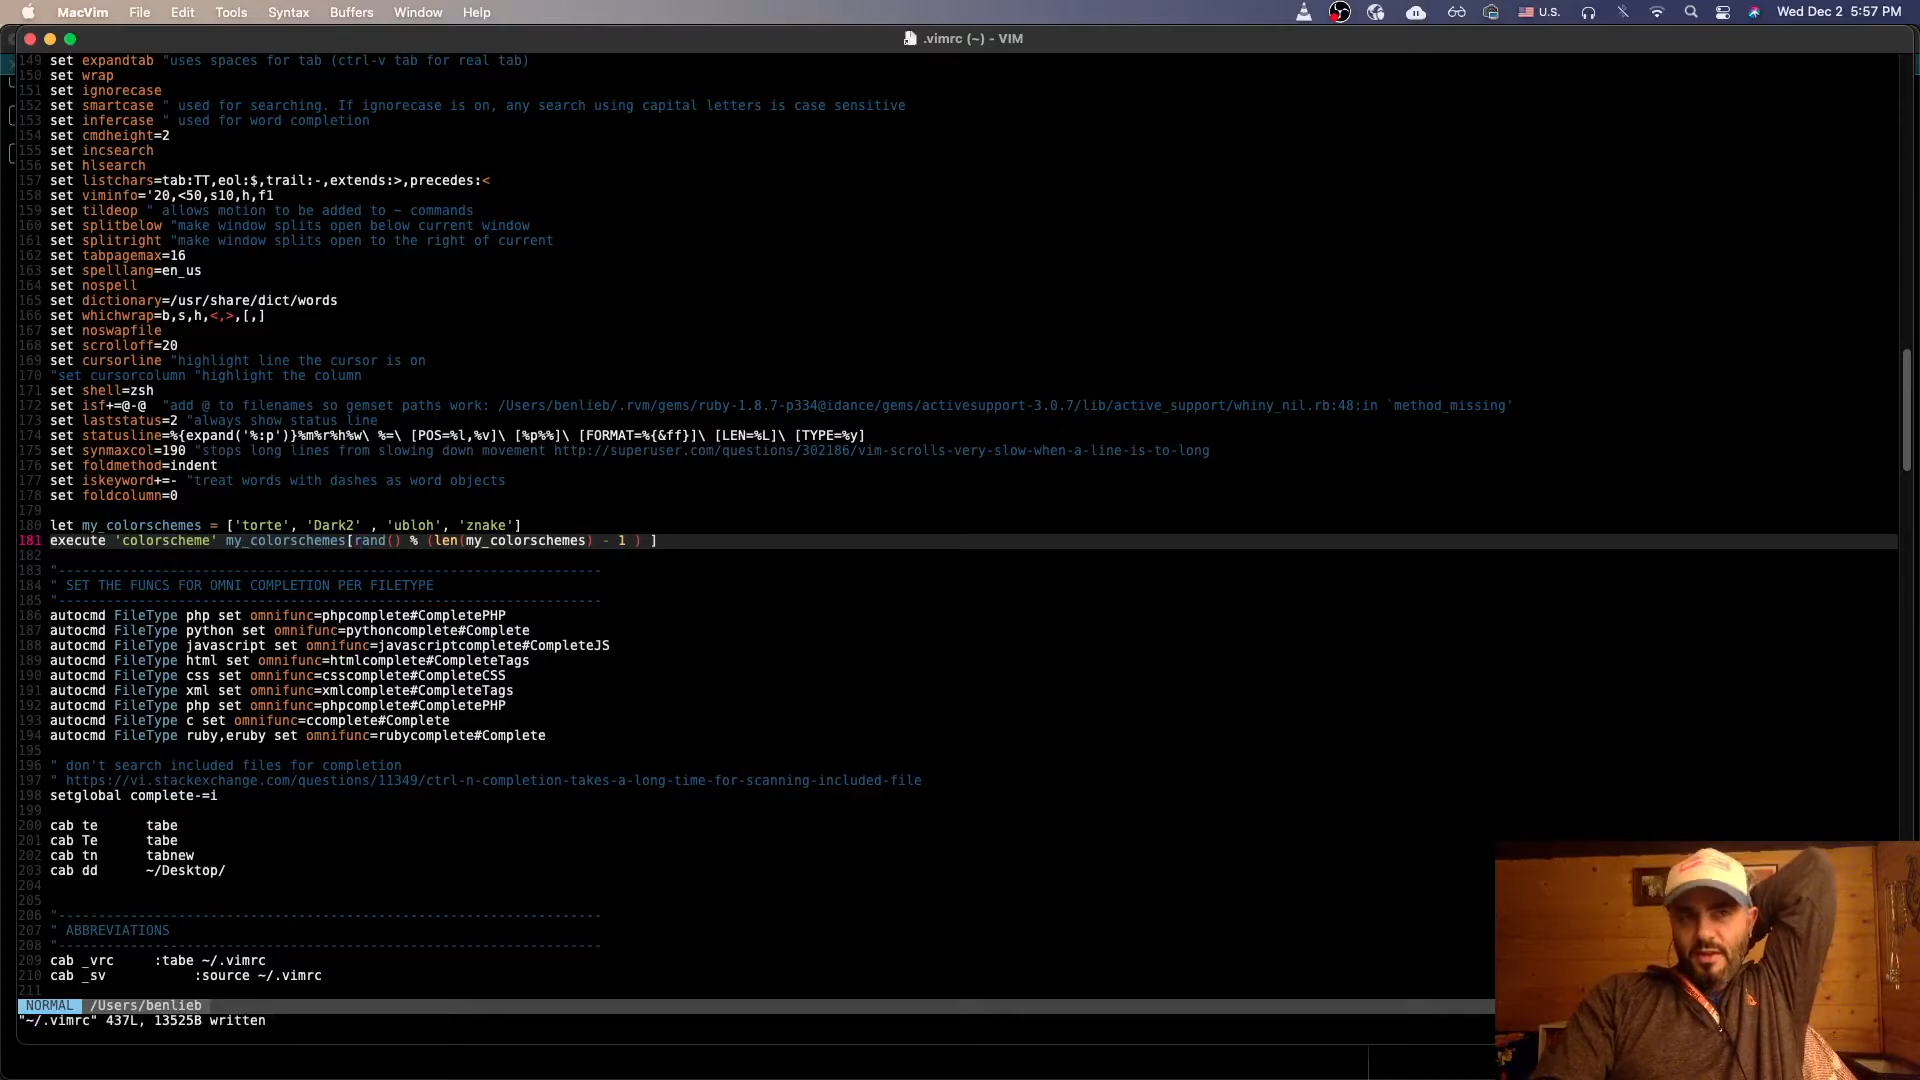 MacVim File Edit Tools Syntax Buffers Window Help U.S. Wed Dec 2 5:57 PM
.vimrc (~) - VIM
149 set expandtab "uses spaces for tab (ctrl-v tab for real tab)
150 set wrap
151 set ignorecase
152 set smartcase " used for searching. If ignorecase is on, any search using capital letters is case sensitive
153 set infercase " used for word completion
154 set cmdheight=2
155 set incsearch
156 set hlsearch
157 set listchars=tab:TT,eol:$,trail:-,extends:>,precedes:<
158 set viminfo='20,<50,s10,h,f1
159 set tildeop " allows motion to be added to ~ commands
160 set splitbelow "make window splits open below current window
161 set splitright "make window splits open to the right of current
162 set tabpagemax=16
163 set spelllang=en_us
164 set nospell
165 set dictionary=/usr/share/dict/words
166 set whichwrap=b,s,h,<,>,[,]
167 set noswapfile
168 set scrolloff=20
169 set cursorline "highlight line the cursor is on
170 "set cursorcolumn "highlight the column
171 set shell=zsh
172 set isf+=@-@  "add @ to filenames so gemset paths work: /Users/benlieb/.rvm/gems/ruby-1.8.7-p334@idance/gems/activesupport-3.0.7/lib/active_support/whiny_nil.rb:48:in `method_missing'
173 set laststatus=2 "always show status line
174 set statusline=%{expand('%:p')}%m%r%h%w\ %=\ [POS=%l,%v]\ [%p%%]\ [FORMAT=%{&ff}]\ [LEN=%L]\ [TYPE=%y]
175 set synmaxcol=190 "stops long lines from slowing down movement http://superuser.com/questions/302186/vim-scrolls-very-slow-when-a-line-is-to-long
176 set foldmethod=indent
177 set iskeyword+=- "treat words with dashes as word objects
178 set foldcolumn=0
179
180 let my_colorschemes = ['torte', 'Dark2' , 'ubloh', 'znake']
181 execute 'colorscheme' my_colorschemes[rand() % (len(my_colorschemes) - 1 ) ]
182
183 "--------------------------------------------------------------------
184 " SET THE FUNCS FOR OMNI COMPLETION PER FILETYPE
185 "--------------------------------------------------------------------
186 autocmd FileType php set omnifunc=phpcomplete#CompletePHP
187 autocmd FileType python set omnifunc=pythoncomplete#Complete
188 autocmd FileType javascript set omnifunc=javascriptcomplete#CompleteJS
189 autocmd FileType html set omnifunc=htmlcomplete#CompleteTags
190 autocmd FileType css set omnifunc=csscomplete#CompleteCSS
191 autocmd FileType xml set omnifunc=xmlcomplete#CompleteTags
192 autocmd FileType php set omnifunc=phpcomplete#CompletePHP
193 autocmd FileType c set omnifunc=ccomplete#Complete
194 autocmd FileType ruby,eruby set omnifunc=rubycomplete#Complete
195
196 " don't search included files for completion
197 " https://vi.stackexchange.com/questions/11349/ctrl-n-completion-takes-a-long-time-for-scanning-included-file
198 setglobal complete-=i
199
200 cab te      tabe
201 cab Te      tabe
202 cab tn      tabnew
203 cab dd      ~/Desktop/
204
205
206 "--------------------------------------------------------------------
207 " ABBREVIATIONS
208 "--------------------------------------------------------------------
209 cab _vrc     :tabe ~/.vimrc
210 cab _sv           :source ~/.vimrc
211
NORMAL /Users/benlieb
"~/.vimrc" 437L, 13525B written